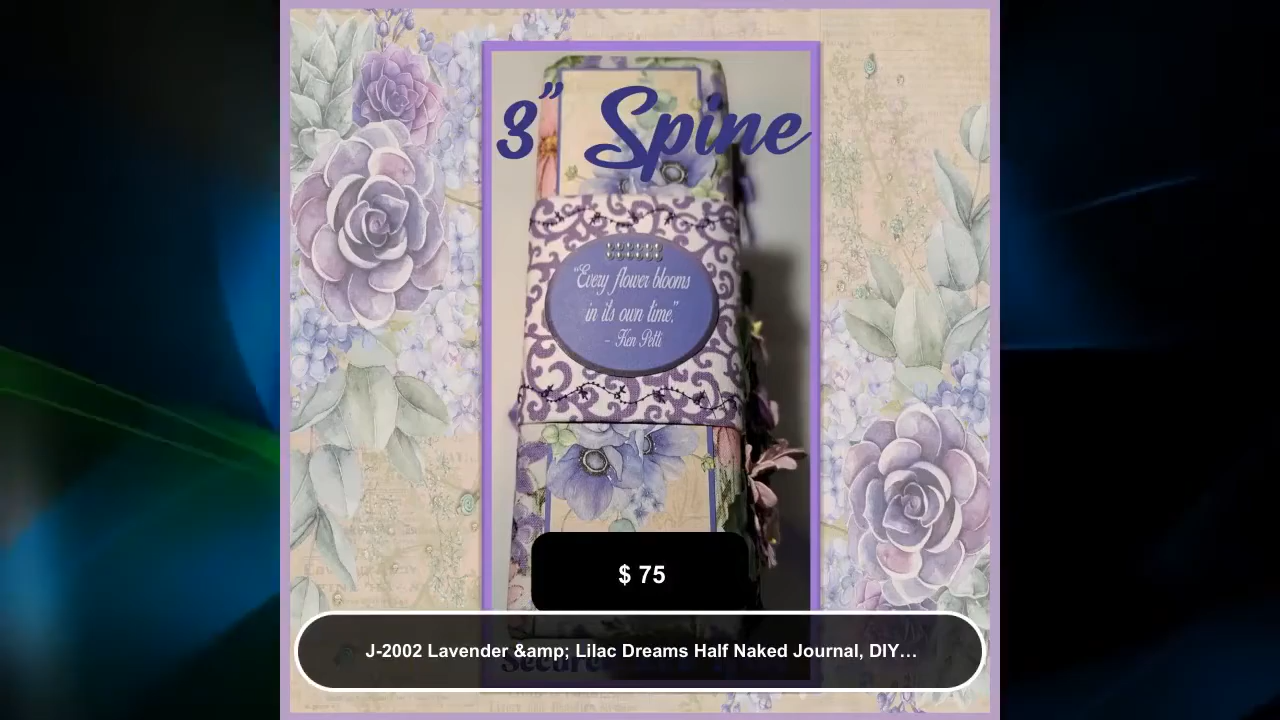 3" Spine
"Every flower blooms
in its own time."
- Ken Petti
$ 75
J-2002 Lavender &amp; Lilac Dreams Half Naked Journal, DIY...